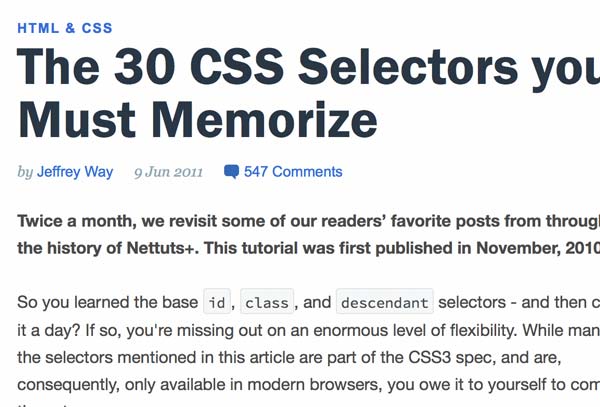 HTML & CSS
The 30 CSS Selectors you
Must Memorize
by Jeffrey Way 9 Jun 2011 547 Comments
Twice a month, we revisit some of our readers’ favorite posts from
the history of Nettuts+. This tutorial was first published in November, 2010
So you learned the base id, class, and descendant selectors - and then
it a day? If so, you're missing out on an enormous level of flexibility. While
the selectors mentioned in this article are part of the CSS3 spec, and are,
consequently, only available in modern browsers, you owe it to yourself to